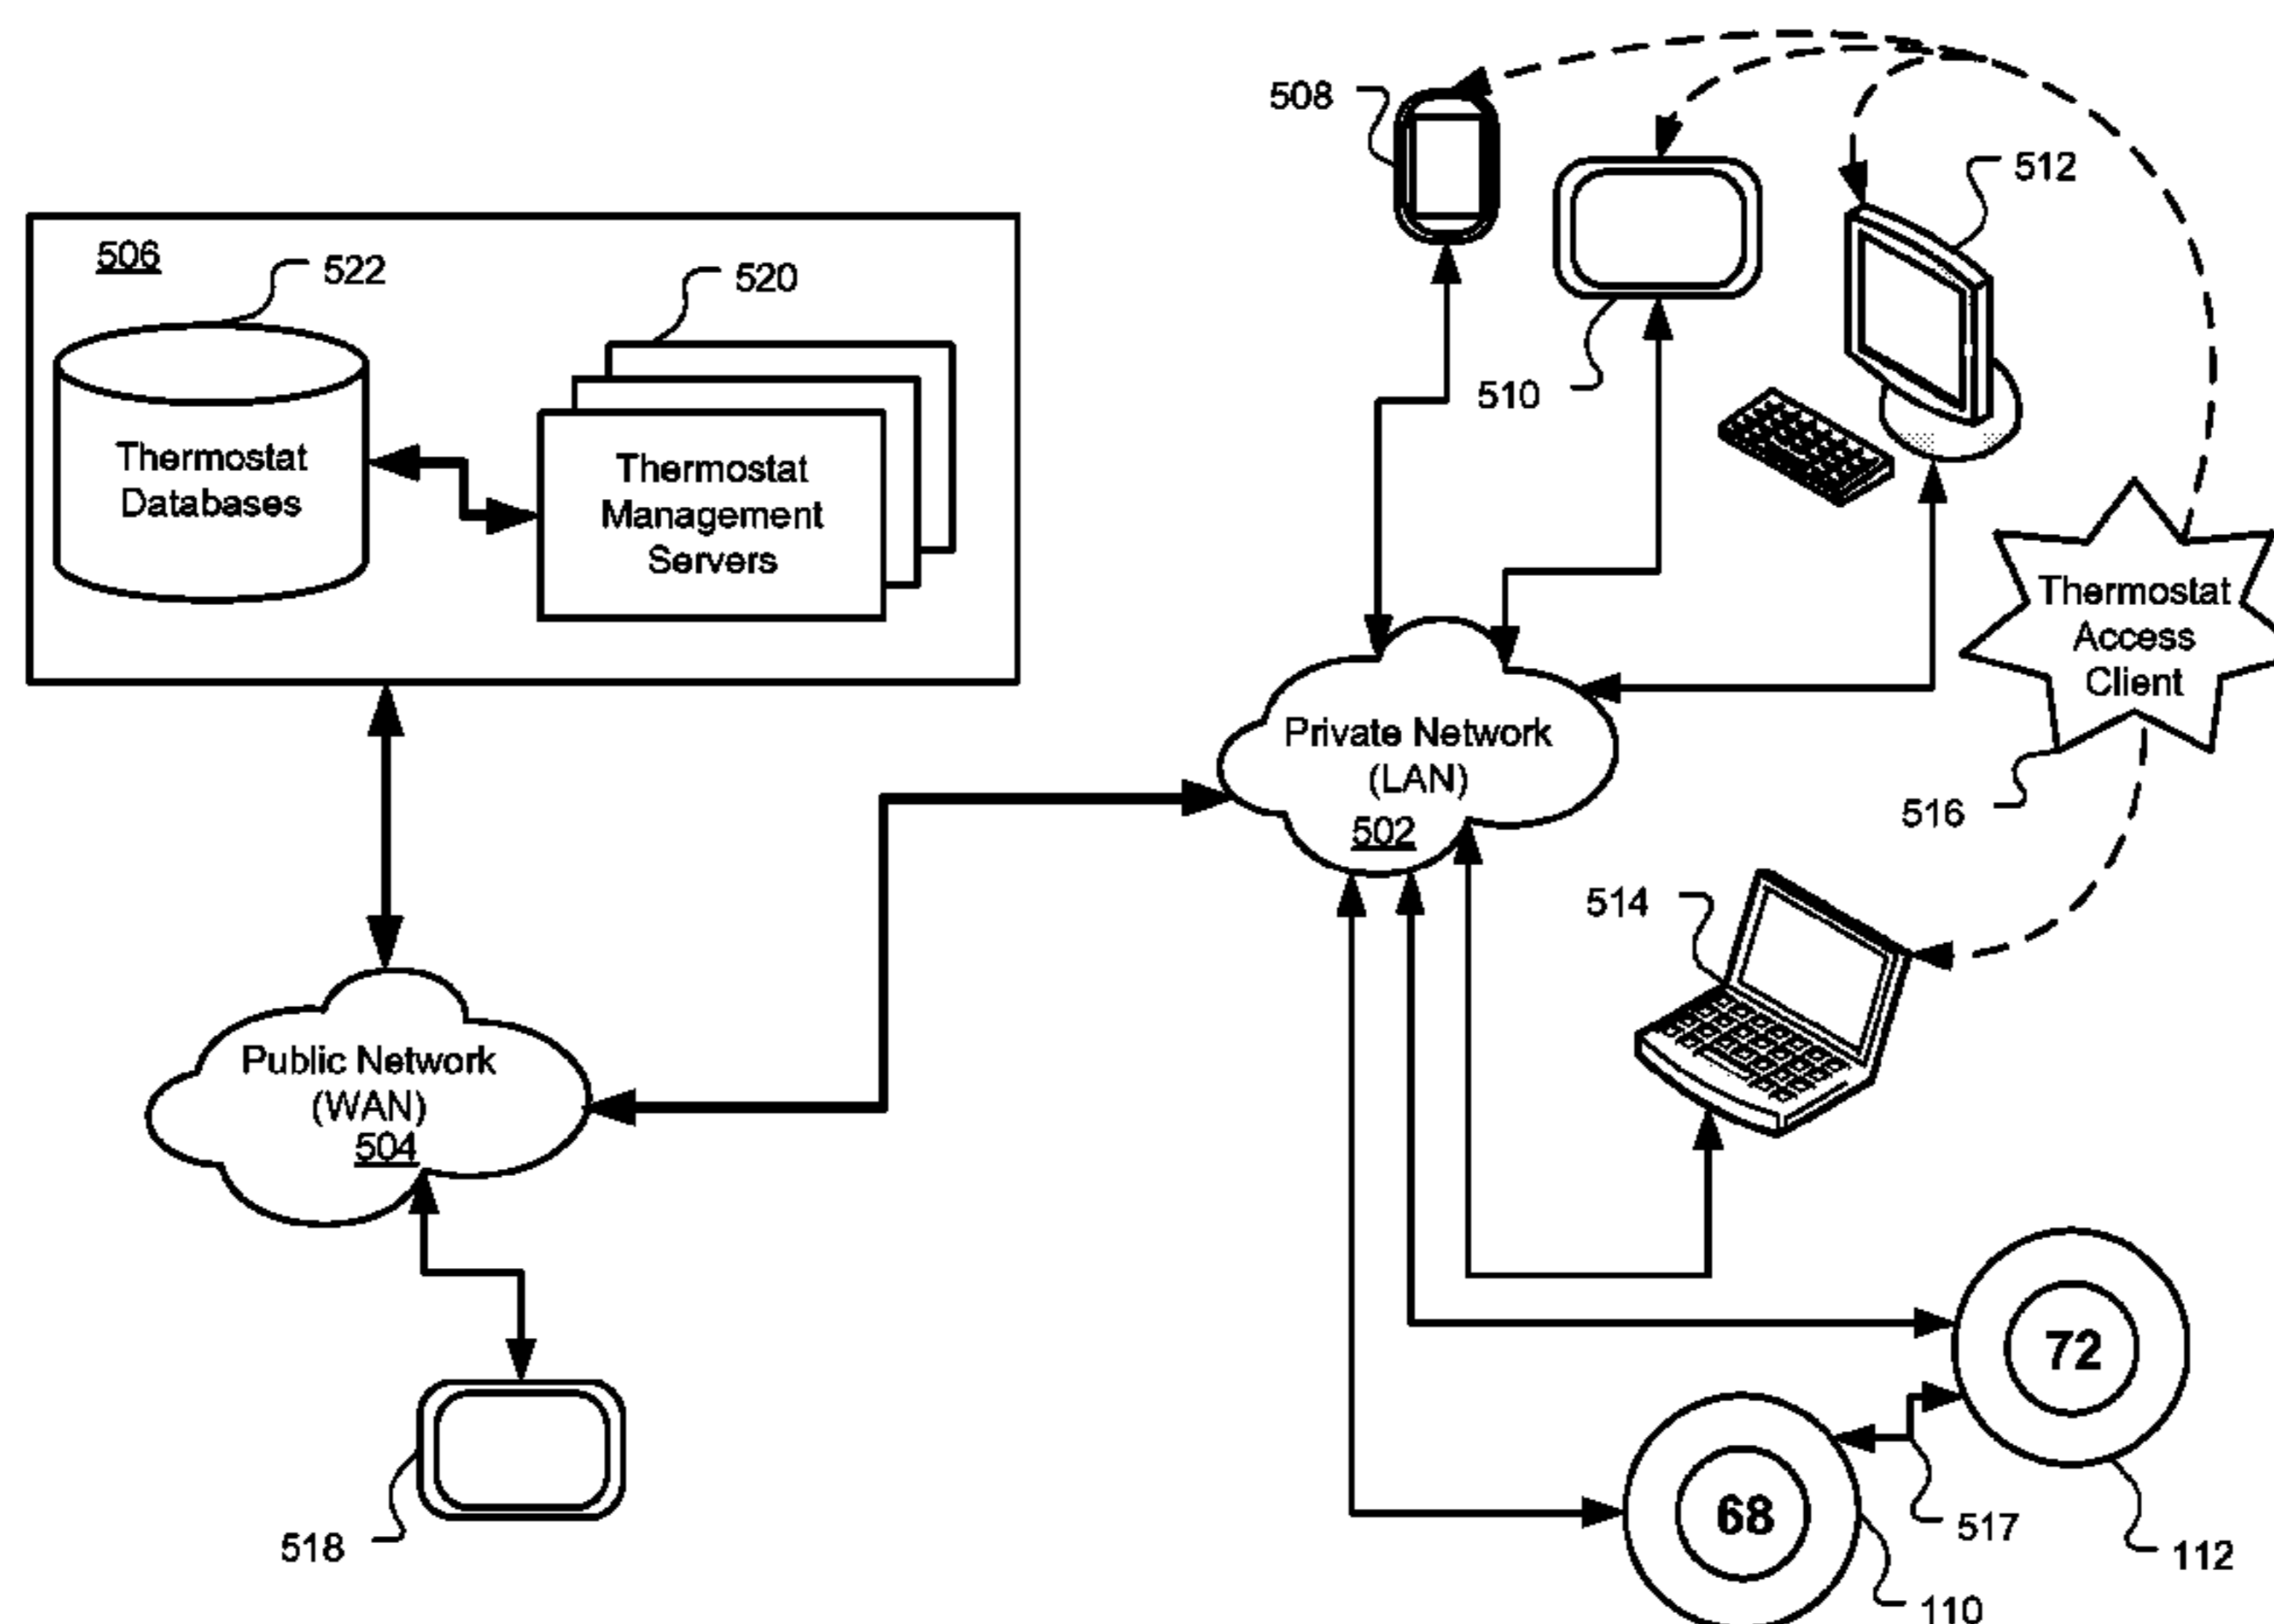 506
522
520
Thermostat
Databases
Thermostat
Management
Servers
508
510
512
Thermostat
Access
Client
516
Private Network
(LAN)
502
514
Public Network
(WAN)
504
518
72
68
517
112
110